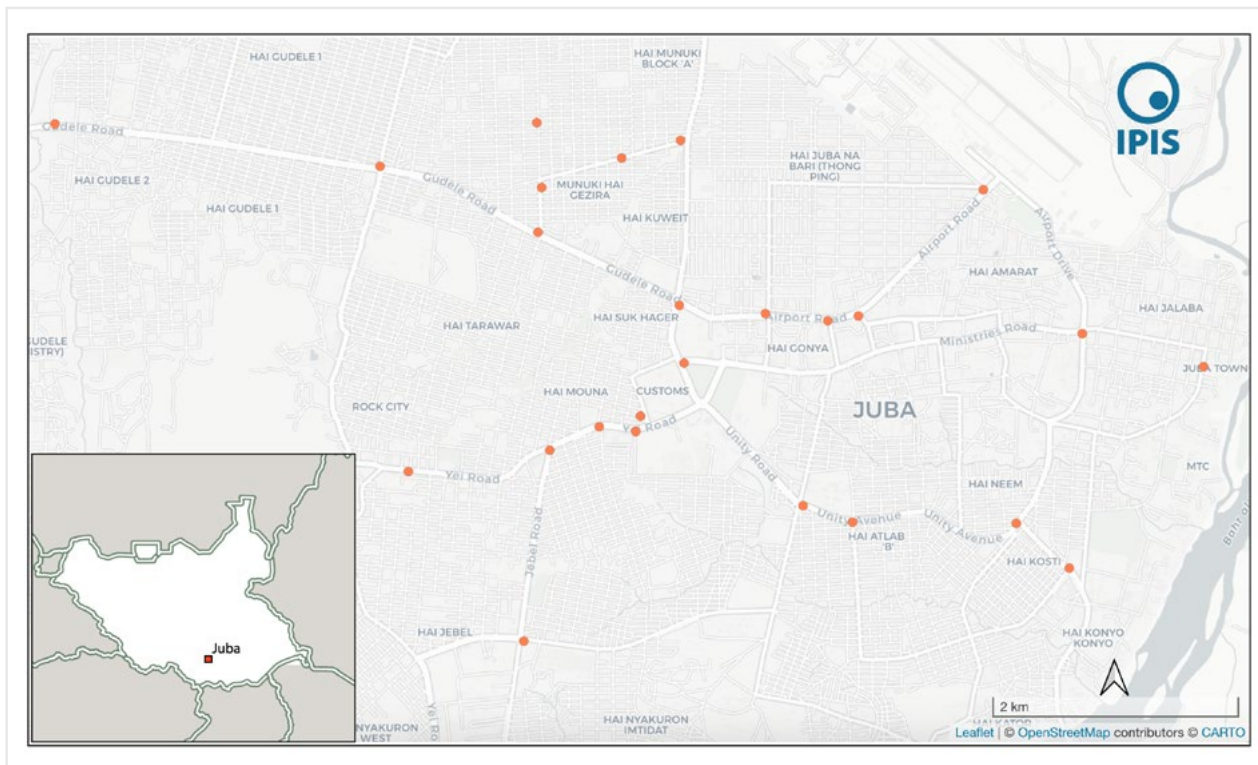 HAI GUDELE 1
HAI MUNUKI
BLOCK 'A'
IPIS
Gudele Road
HAI GUDELE 2
HAI GUDELE 1
Gudele Road
MUNUKI HAI
GEZIRA
HAI KUWEIT
HAI JUBA NA
BARI (THONG
PING)
Airport Road
Airport Drive
HAI AMARAT
HAI JALABA
Gudele Road
HAI TARAWAR
HAI SUK HAGER
Airport Road
HAI GONYA
Ministries Road
GUDELE
ISTRY)
JUBA TOWN
HAI MOUNA
CUSTOMS
ROCK CITY
JUBA
Yei Road
Unity Road
Yei Road
MTC
HAI NEEM
Unity Avenue
Unity Avenue
HAI ATLAB
'B'
Jebel Road
HAI KOSTI
HAI JEBEL
HAI KONYO
KONYO
Juba
Yei Ro
NYAKURON
WEST
HAI NYAKURON
IMTIDAT
HAI KATOR
2 km
Leaflet | © OpenStreetMap contributors © CARTO